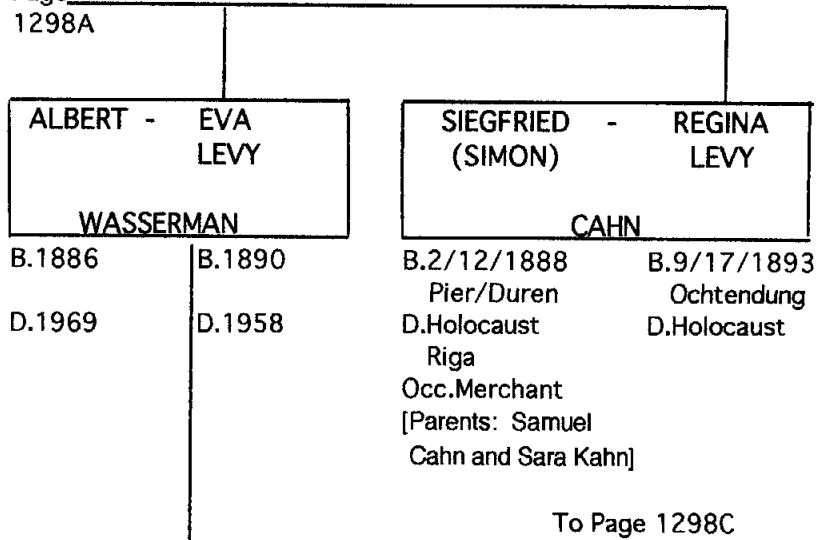 1298A
ALBERT - EVA
LEVY
WASSERMAN
B.1886 B.1890
D.1969 D.1958
SIEGFRIED - REGINA
(SIMON) LEVY
CAHN
B.2/12/1888 B.9/17/1893
Pier/Duren Ochtendung
D.Holocaust D.Holocaust
Riga
Occ.Merchant
[Parents: Samuel
Cahn and Sara Kahn]
To Page 1298C